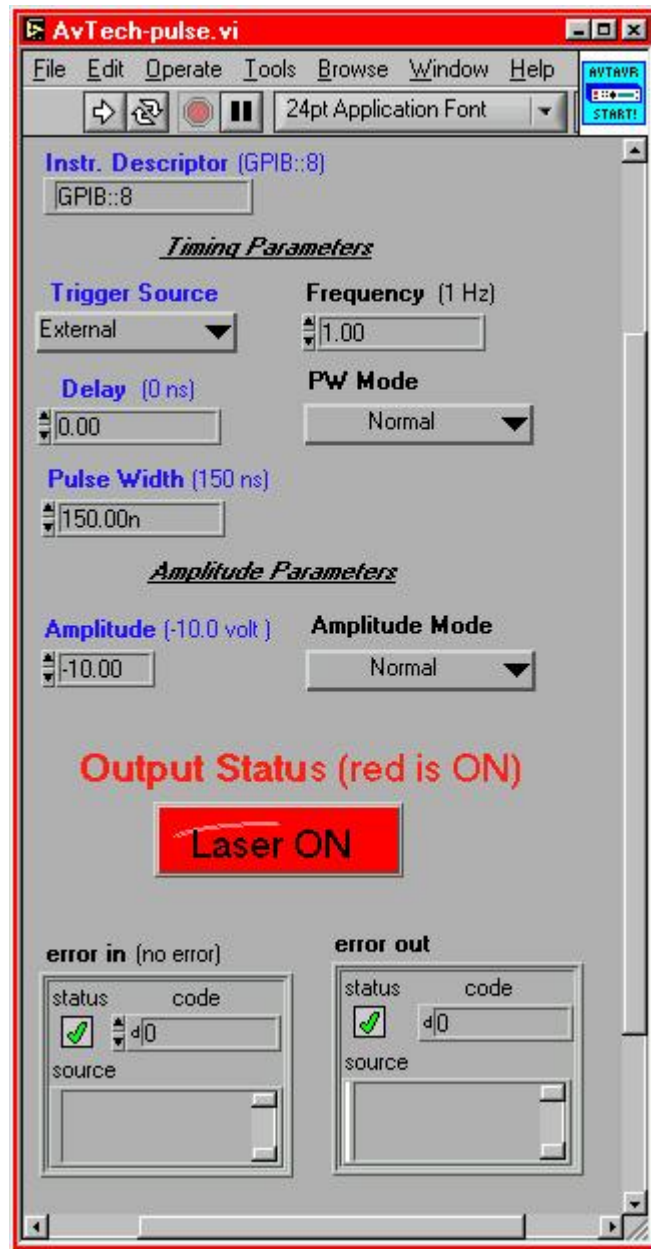 AvTech-pulse.vi
File Edit Operate Tools Browse Window Help
AVTAVR
START!
24pt Application Font
Instr. Descriptor (GPIB::8)
GPIB::8
Timing Parameters
Trigger Source Frequency (1 Hz)
External 1.00
Delay (0 ns) PW Mode
0.00 Normal
Pulse Width (150 ns)
150.00n
Amplitude Parameters
Amplitude (-10.0 volt ) Amplitude Mode
-10.00 Normal
Output Status (red is ON)
Laser ON
error in (no error) error out
status code status code
d0 d0
source source